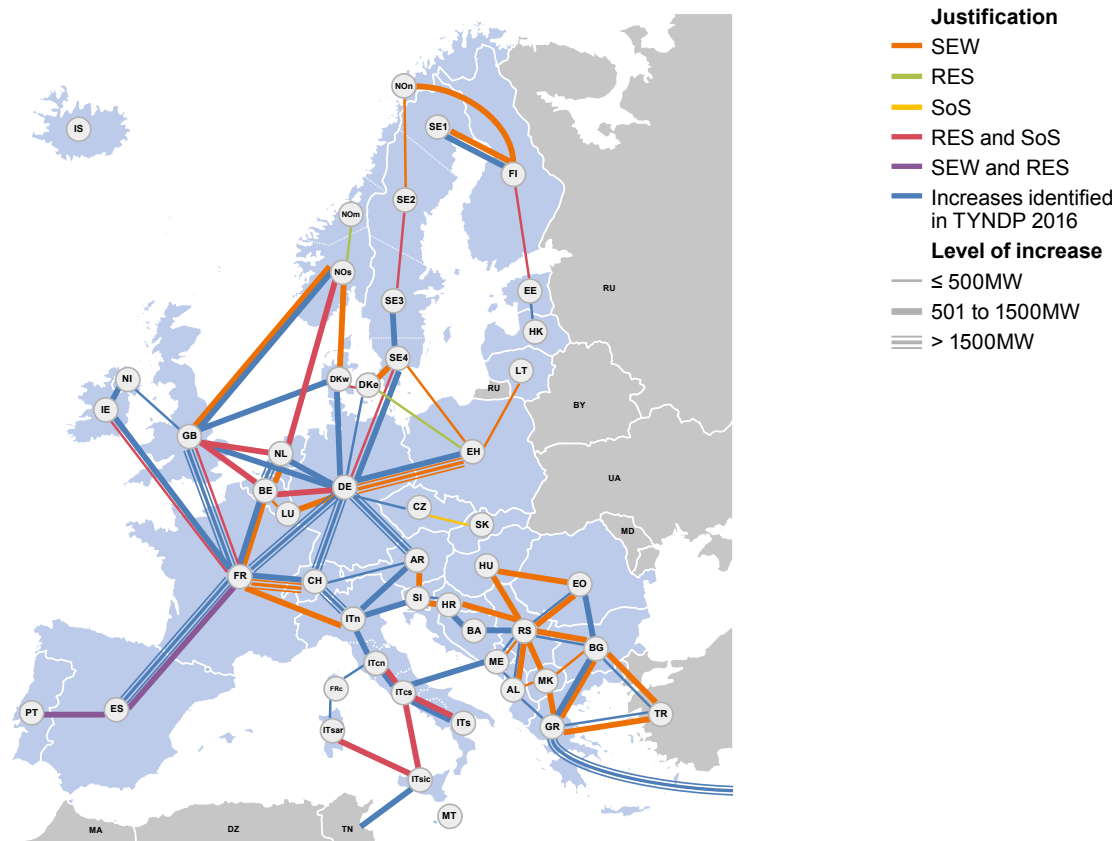 Justification
SEW
RES
SoS
RES and SoS
SEW and RES
Increases identified
in TYNDP 2016
Level of increase
≤ 500MW
501 to 1500MW
> 1500MW
NOn
IS
SE1
FI
SE2
NOm
NOs
RU
EE
SE3
HK
SE4
LT
NI
DKw
DKe
RU
BY
IE
GB
NL
EH
BE
DE
UA
LU
CZ
SK
MD
AR
HU
FR
CH
EO
SI
HR
ITn
BA
RS
BG
ITcn
ME
MK
FRc
ITcs
AL
PT
ES
ITs
TR
ITsar
GR
ITsic
MT
MA
DZ
TN